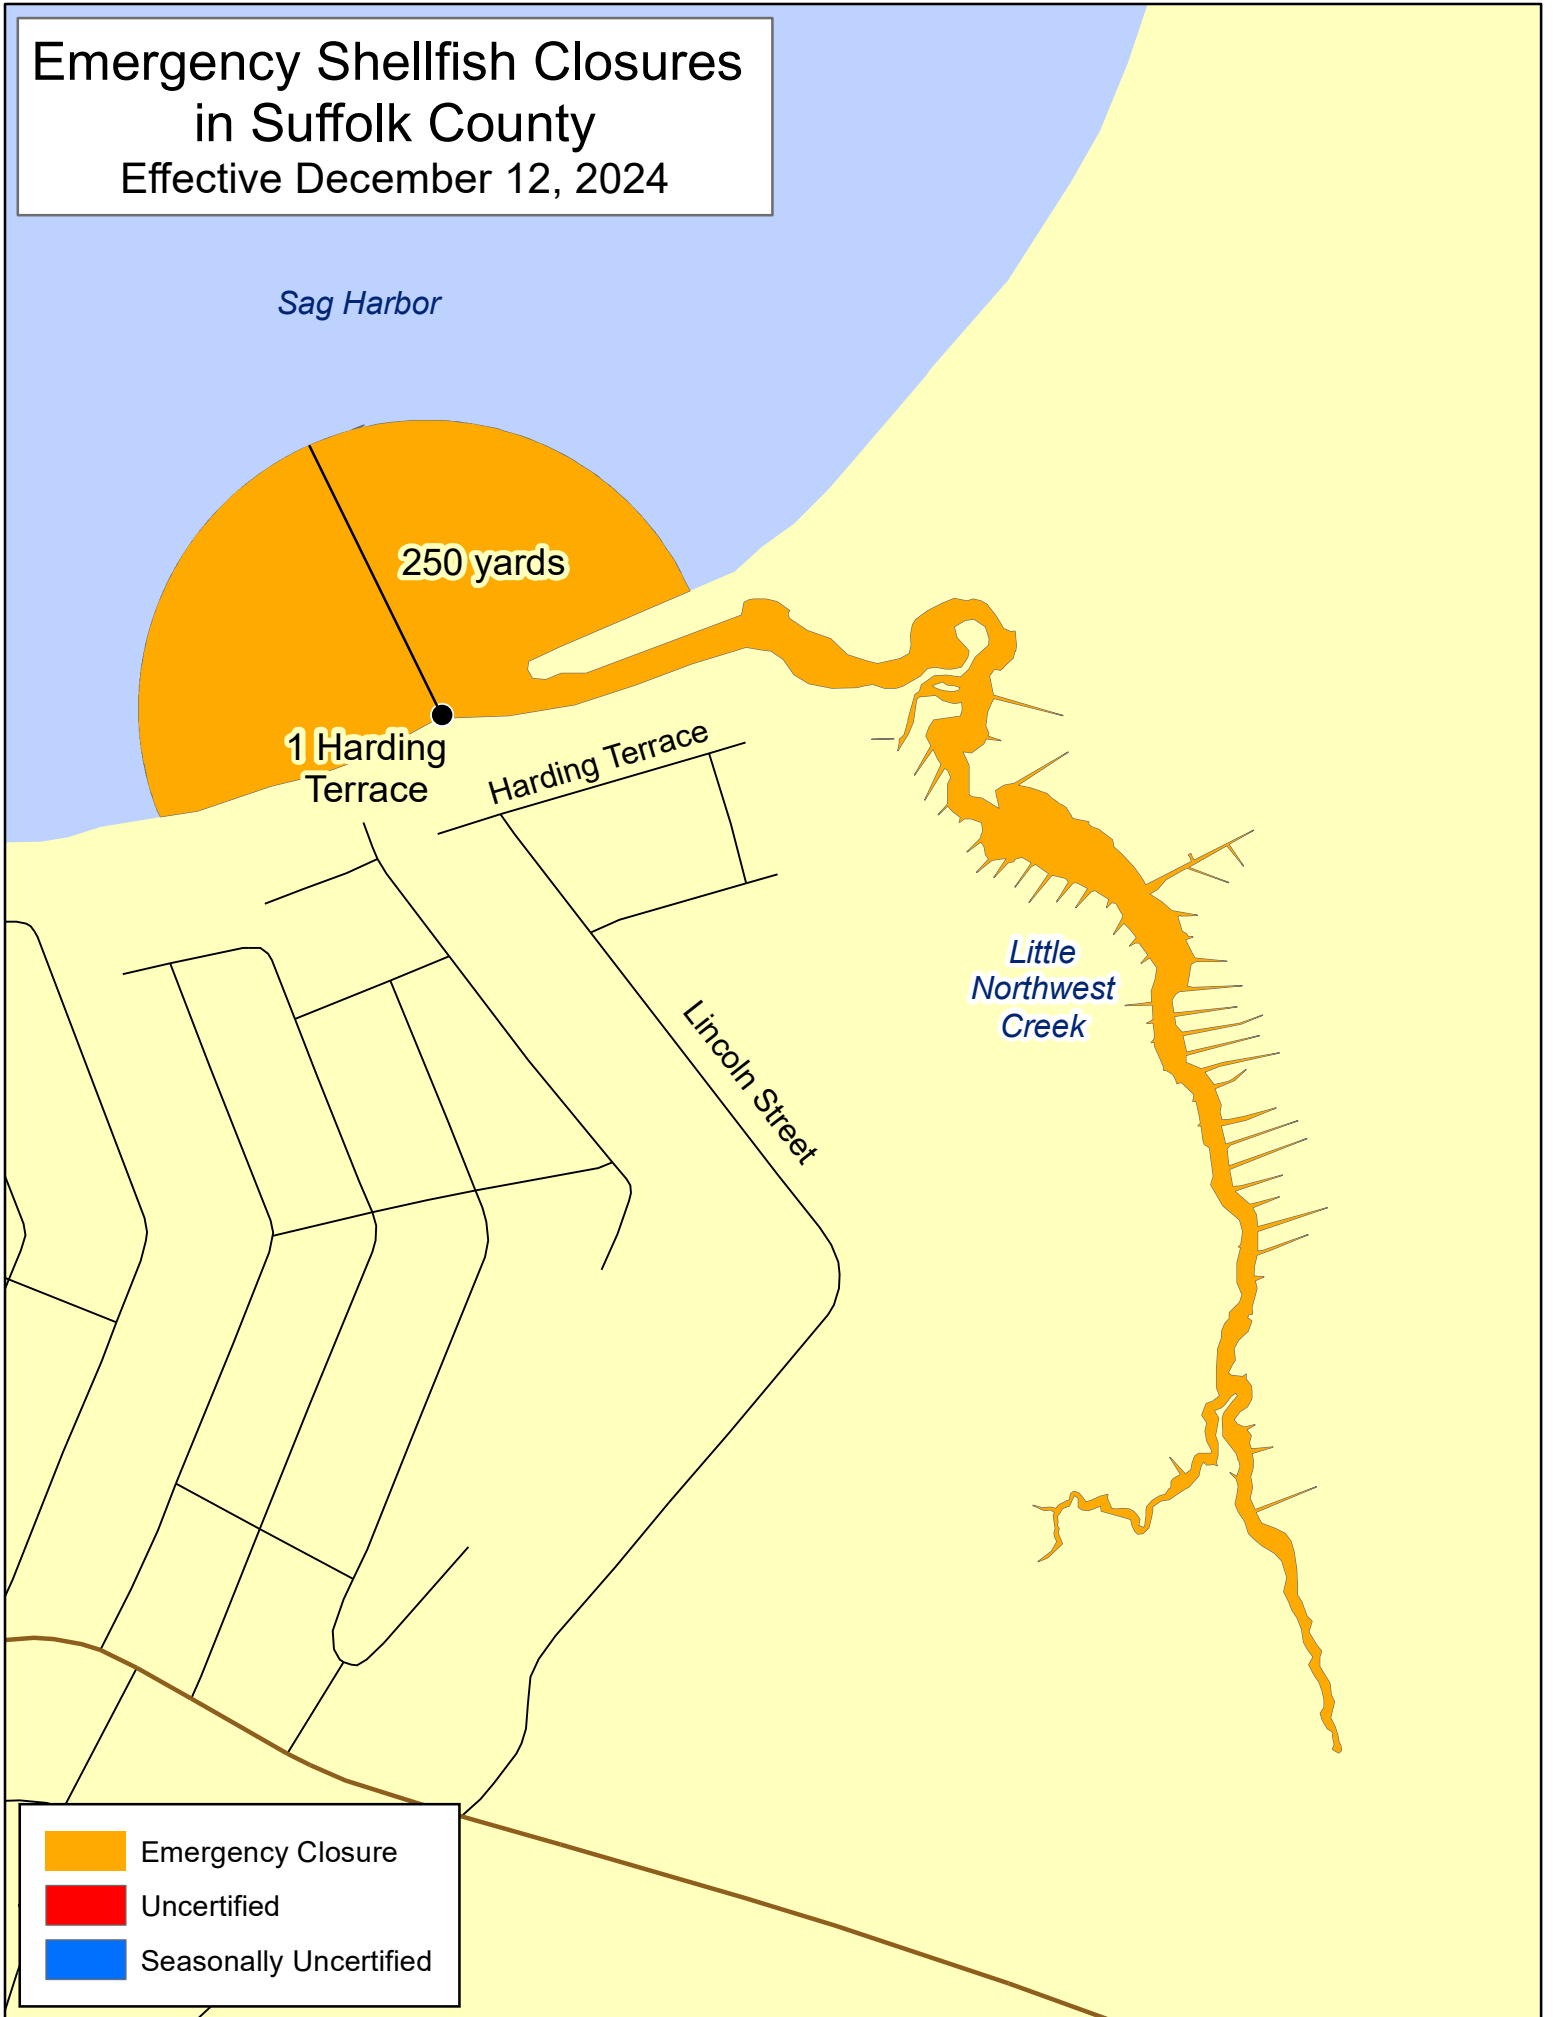 Emergency Shellfish Closures
in Suffolk County
Effective December 12, 2024
Sag Harbor
250 yards
1 Harding
Terrace
Harding Terrace
Little
Northwest
Creek
Lincoln Street
Emergency Closure
Uncertified
Seasonally Uncertified